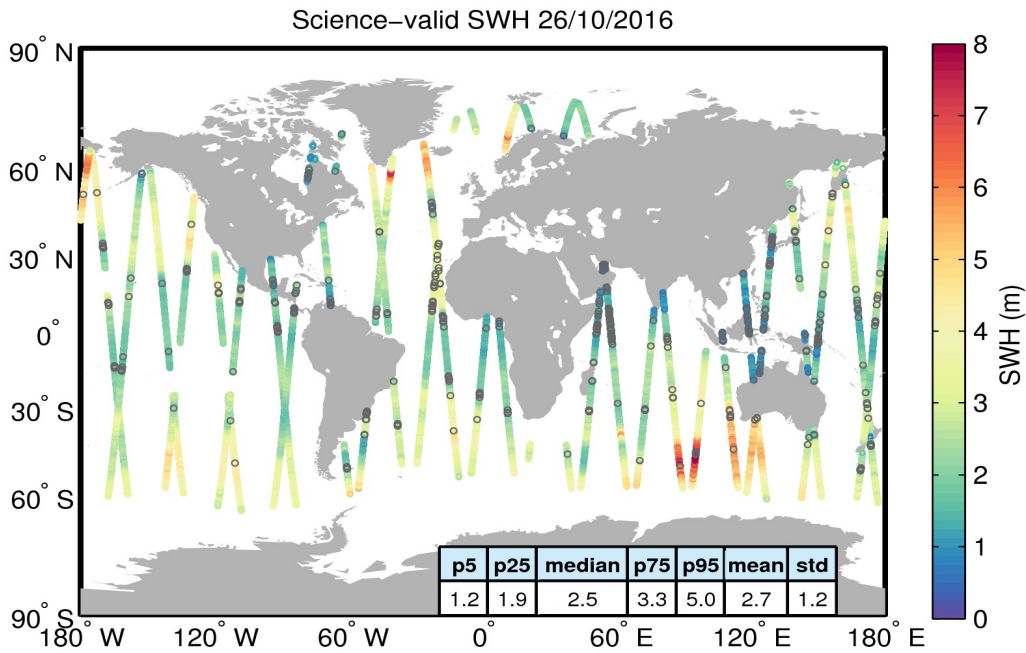 Science-valid SWH 26/10/2016
90° N
60° N
30° N
0°
30° S
60° S
90° S
180° W
120° W
60° W
0°
60° E
120° E
180° E
p5 p25 median p75 p95 mean std
1.2 1.9 2.5 3.3 5.0 2.7 1.2
8
7
6
5
4
3
2
1
0
SWH (m)